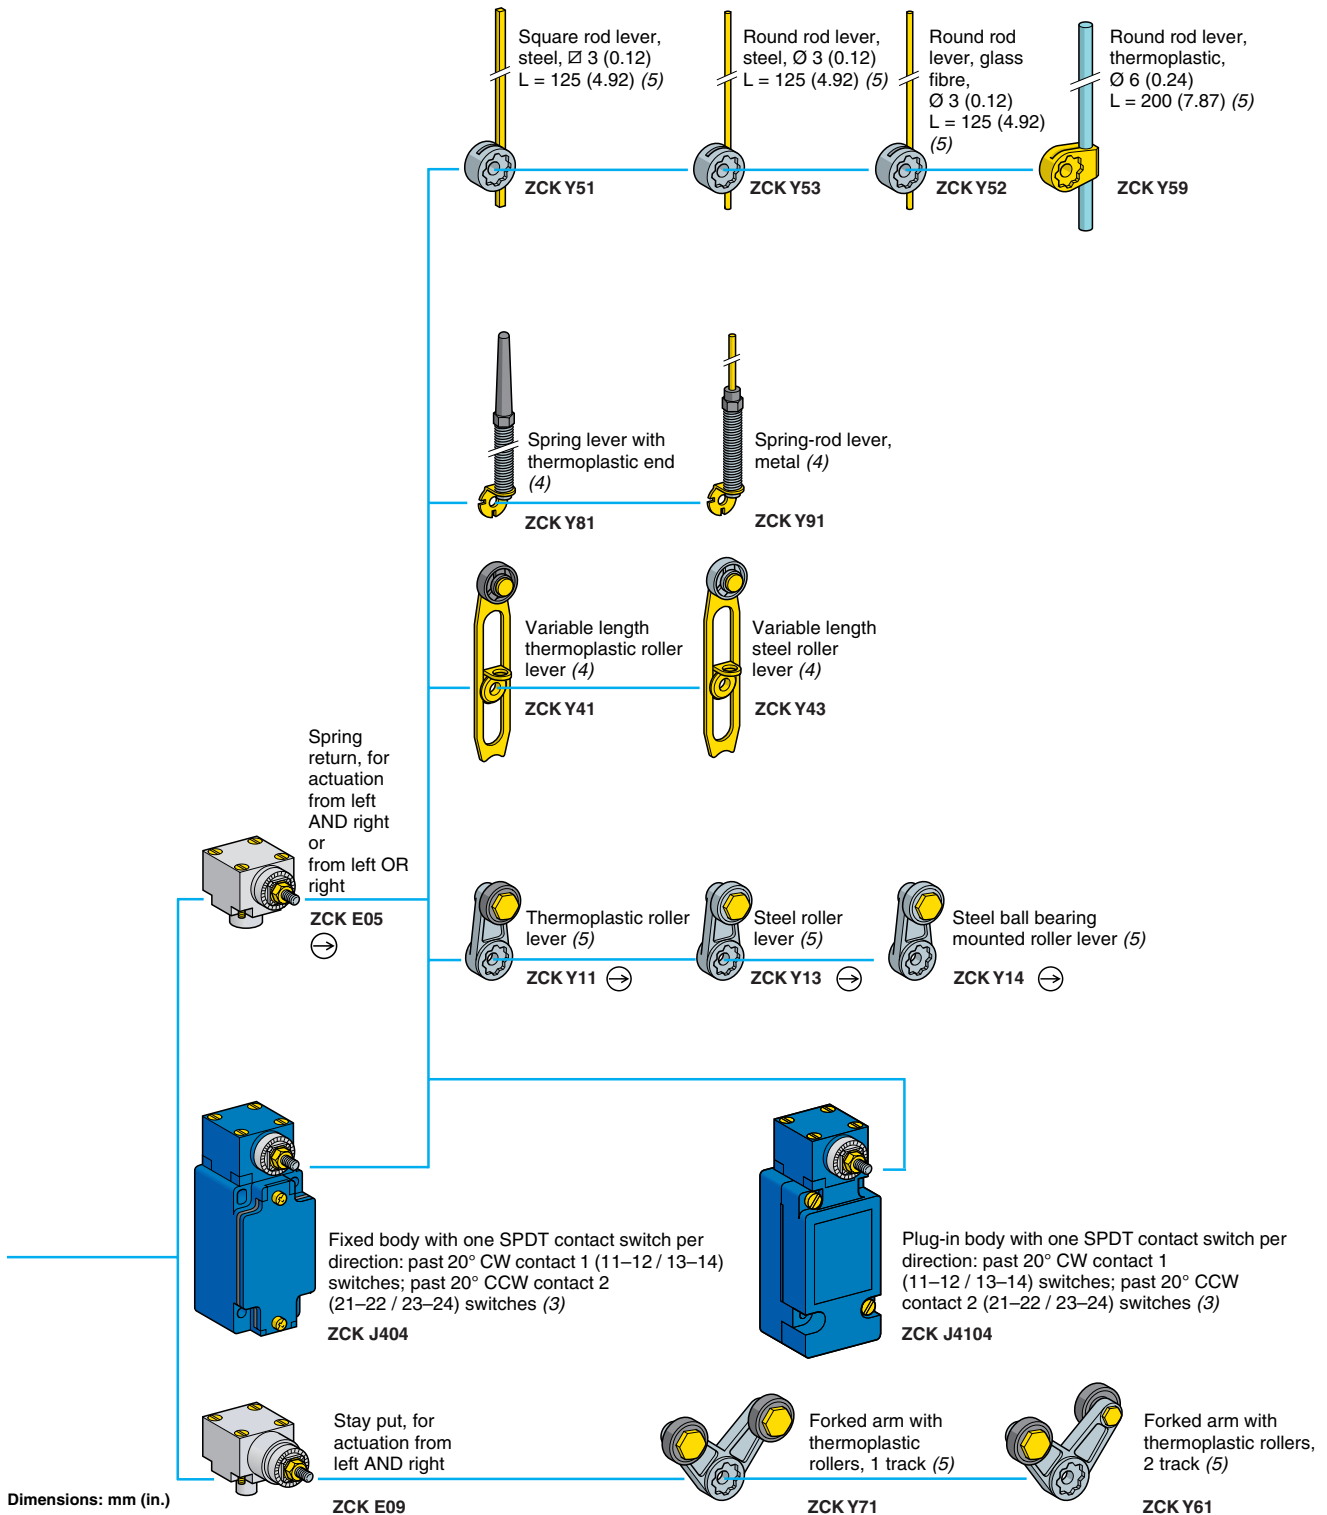 Square rod lever,
steel, ⍁ 3 (0.12)
L = 125 (4.92) (5)
ZCK Y51
Round rod lever,
steel, Ø 3 (0.12)
L = 125 (4.92) (5)
ZCK Y53
Round rod
lever, glass
fibre,
Ø 3 (0.12)
L = 125 (4.92)
(5)
ZCK Y52
Round rod lever,
thermoplastic,
Ø 6 (0.24)
L = 200 (7.87) (5)
ZCK Y59
Spring lever with
thermoplastic end
(4)
ZCK Y81
Spring-rod lever,
metal (4)
ZCK Y91
Variable length
thermoplastic roller
lever (4)
ZCK Y41
Variable length
steel roller
lever (4)
ZCK Y43
Spring
return, for
actuation
from left
AND right
or
from left OR
right
ZCK E05
Thermoplastic roller
lever (5)
ZCK Y11
Steel roller
lever (5)
ZCK Y13
Steel ball bearing
mounted roller lever (5)
ZCK Y14
Fixed body with one SPDT contact switch per
direction: past 20° CW contact 1 (11–12 / 13–14)
switches; past 20° CCW contact 2
(21–22 / 23–24) switches (3)
ZCK J404
Plug-in body with one SPDT contact switch per
direction: past 20° CW contact 1
(11–12 / 13–14) switches; past 20° CCW
contact 2 (21–22 / 23–24) switches (3)
ZCK J4104
Stay put, for
actuation from
left AND right
ZCK E09
Forked arm with
thermoplastic
rollers, 1 track (5)
ZCK Y71
Forked arm with
thermoplastic rollers,
2 track (5)
ZCK Y61
Dimensions: mm (in.)